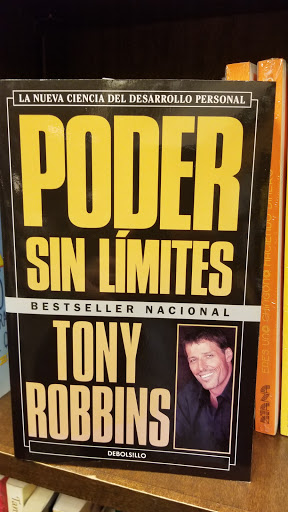 LA NUEVA CIENCIA DEL DESARROLLO PERSONAL
PODER
SIN LÍMITES
BESTSELLER NACIONAL
TONY
ROBBINS
DEBOLSILLO